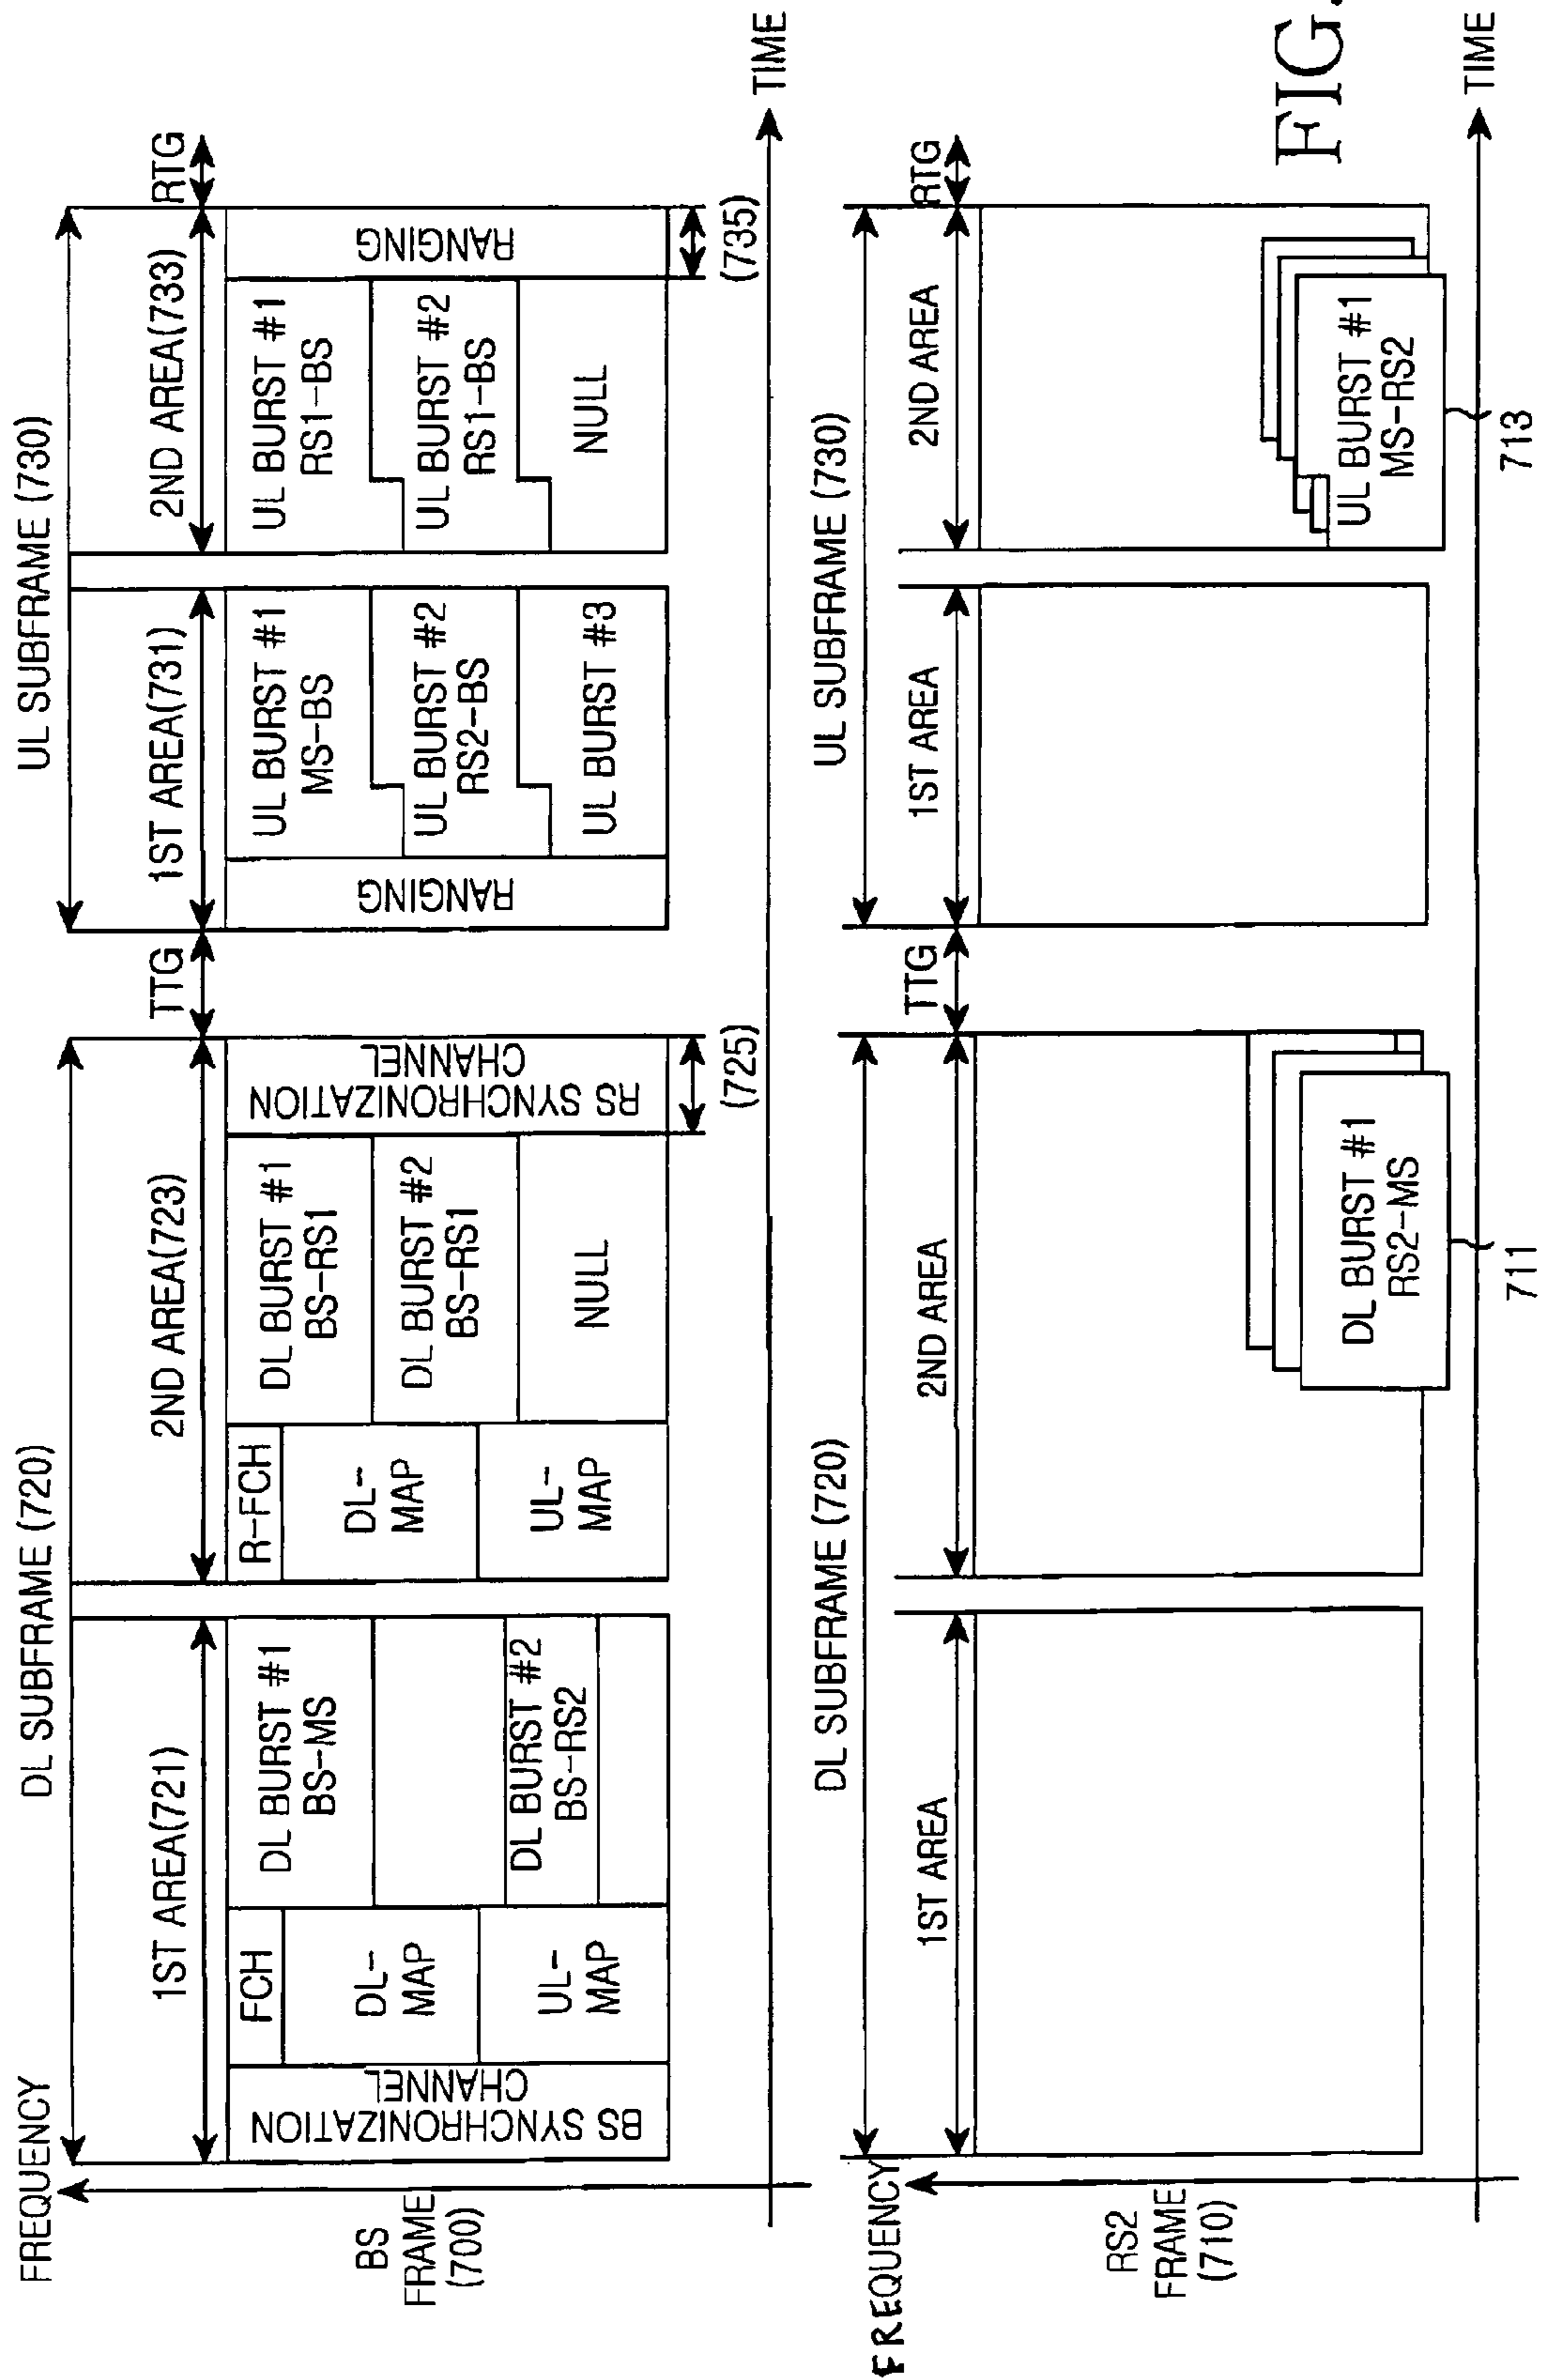 FREQUENCY
DL SUBFRAME (720)
UL SUBFRAME (730)
1ST AREA(721)
2ND AREA(723)
TTG
1ST AREA(731)
2ND AREA(733)
RTG
BS
FRAME
(700)
BS SYNCHRONIZATION
CHANNEL
FCH
DL-
MAP
UL-
MAP
DL BURST #1
BS-MS
DL BURST #2
BS-RS2
R-FCH
DL-
MAP
UL-
MAP
DL BURST #1
BS-RS1
DL BURST #2
BS-RS1
NULL
RS SYNCHRONIZATION
CHANNEL
(725)
RANGING
UL BURST #1
MS-BS
UL BURST #2
RS2-BS
UL BURST #3
UL BURST #1
RS1-BS
UL BURST #2
RS1-BS
NULL
RANGING
(735)
TIME
FREQUENCY
DL SUBFRAME (720)
UL SUBFRAME (730)
1ST AREA
2ND AREA
TTG
1ST AREA
2ND AREA
RTG
RS2
FRAME
(710)
DL BURST #1
RS2-MS
711
UL BURST #1
MS-RS2
713
TIME
FIG.